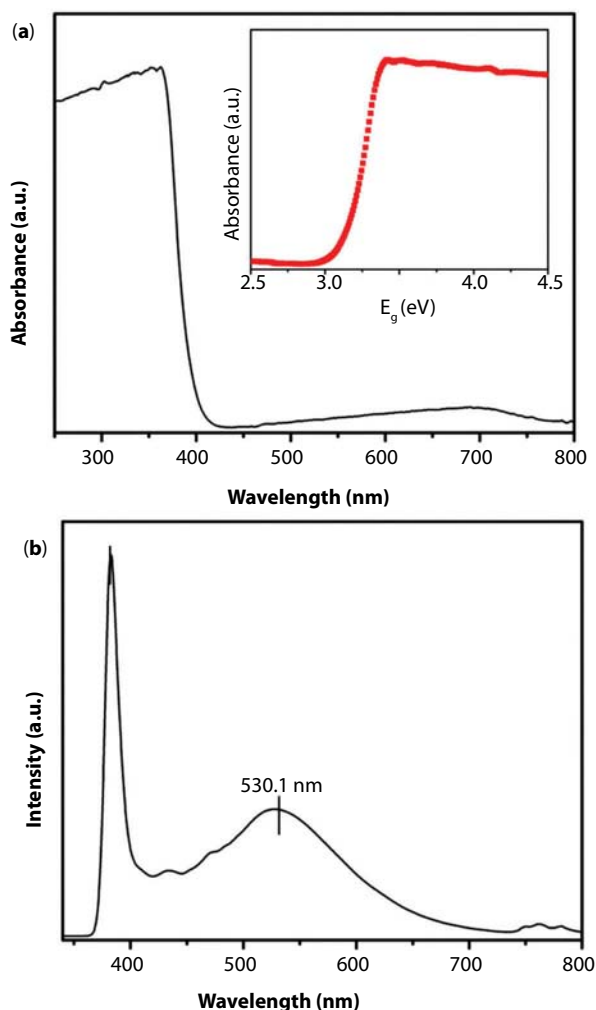 (a)
Absorbance (a.u.)
Absorbance (a.u.)
2.5 3.0 4.0 4.5
E_g (eV)
300 400 500 600 700 800
Wavelength (nm)
(b)
Intensity (a.u.)
530.1 nm
400 500 600 700 800
Wavelength (nm)